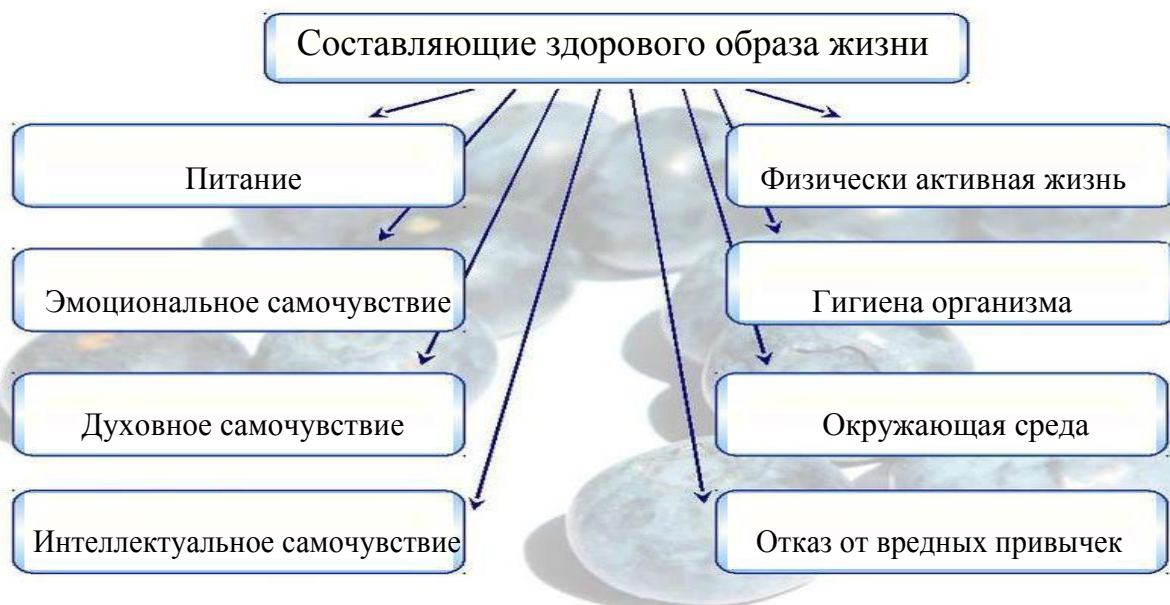 Составляющие здорового образа жизни
Питание
Физически активная жизнь
Эмоциональное самочувствие
Гигиена организма
Духовное самочувствие
Окружающая среда
Интеллектуальное самочувствие
Отказ от вредных привычек